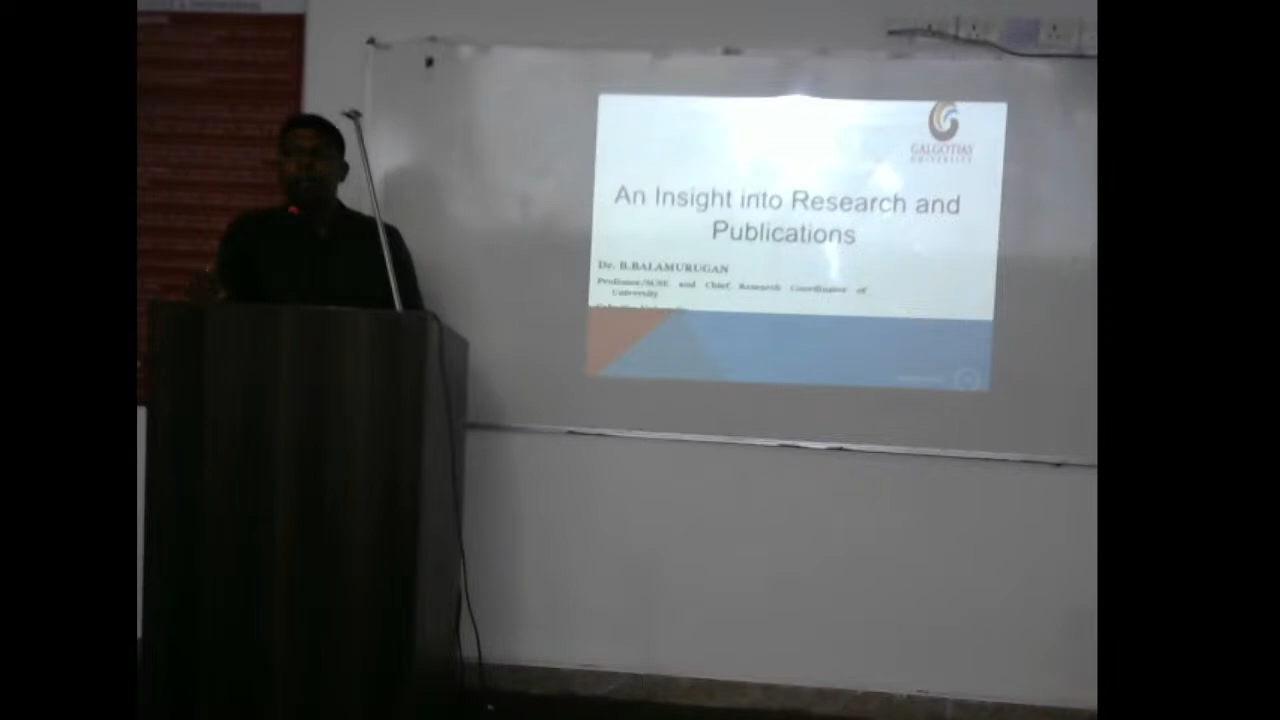 GALGOTIAS
UNIVERSITY
An Insight into Research and
Publications
Dr. B.BALAMURUGAN
Professor/SCSE and Chief Research Coordinator of
University